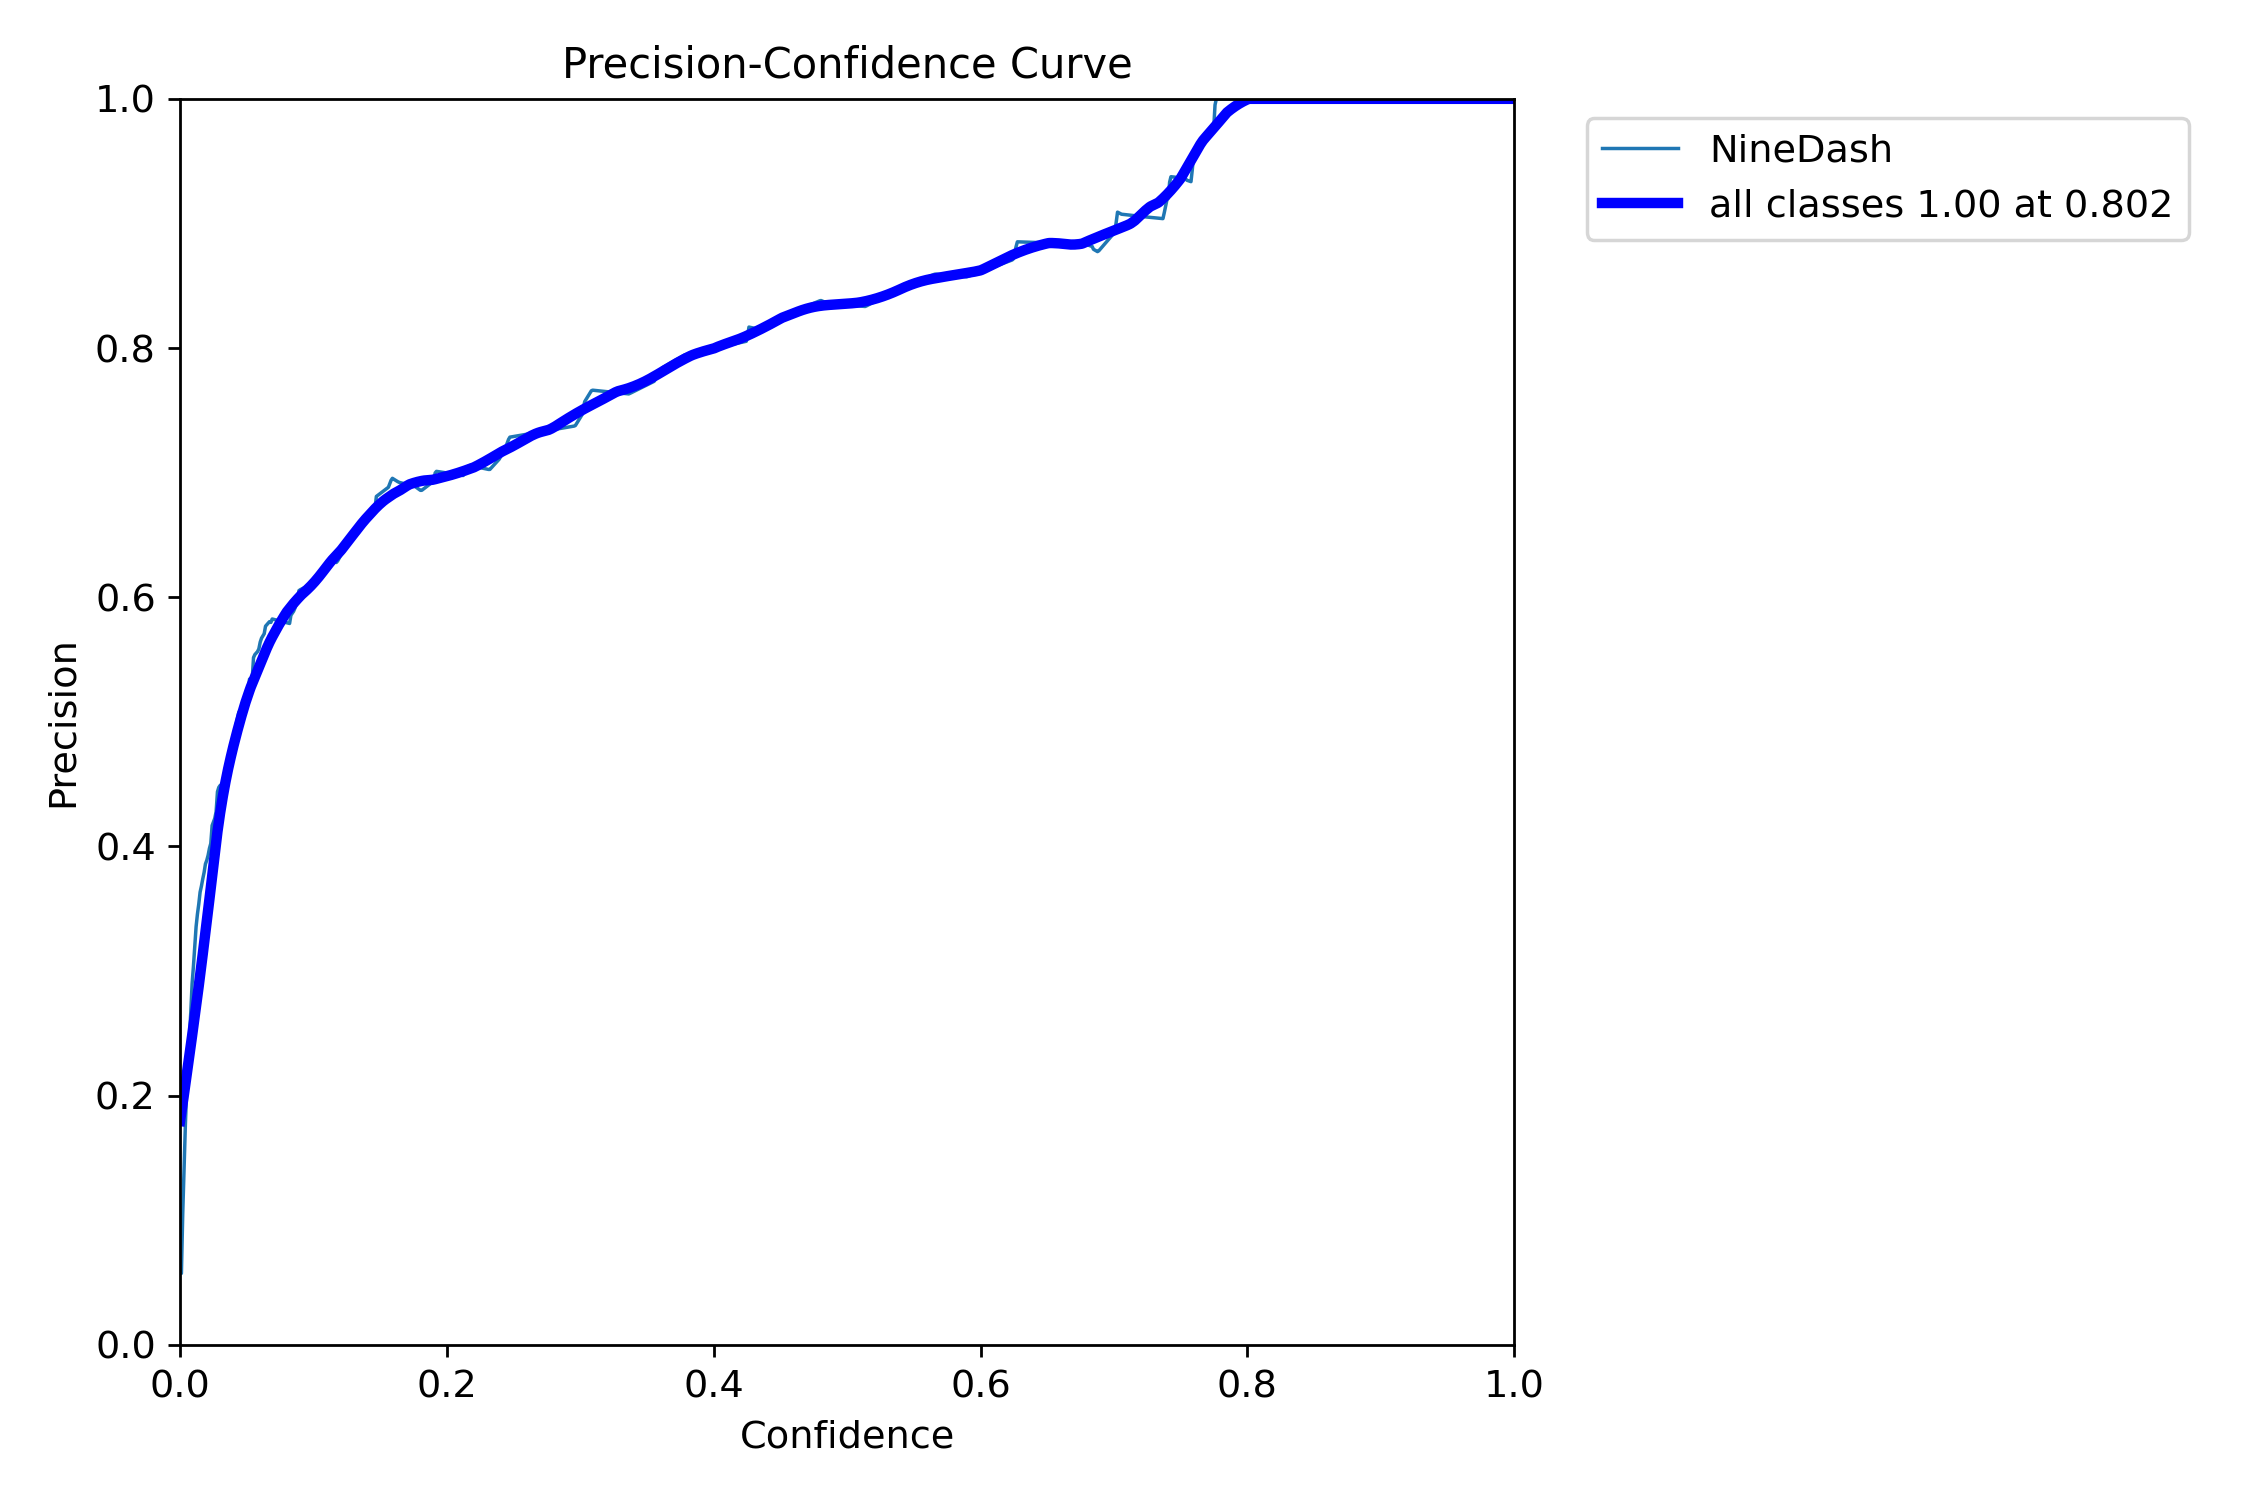 Precision-Confidence Curve
1.0
0.8
0.6
0.4
0.2
0.0
Precision
0.0 0.2 0.4 0.6 0.8 1.0
Confidence
NineDash
all classes 1.00 at 0.802